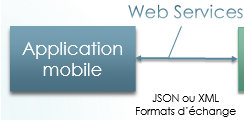 Web Services
Application
mobile
JSON ou XML
Formats d'échange